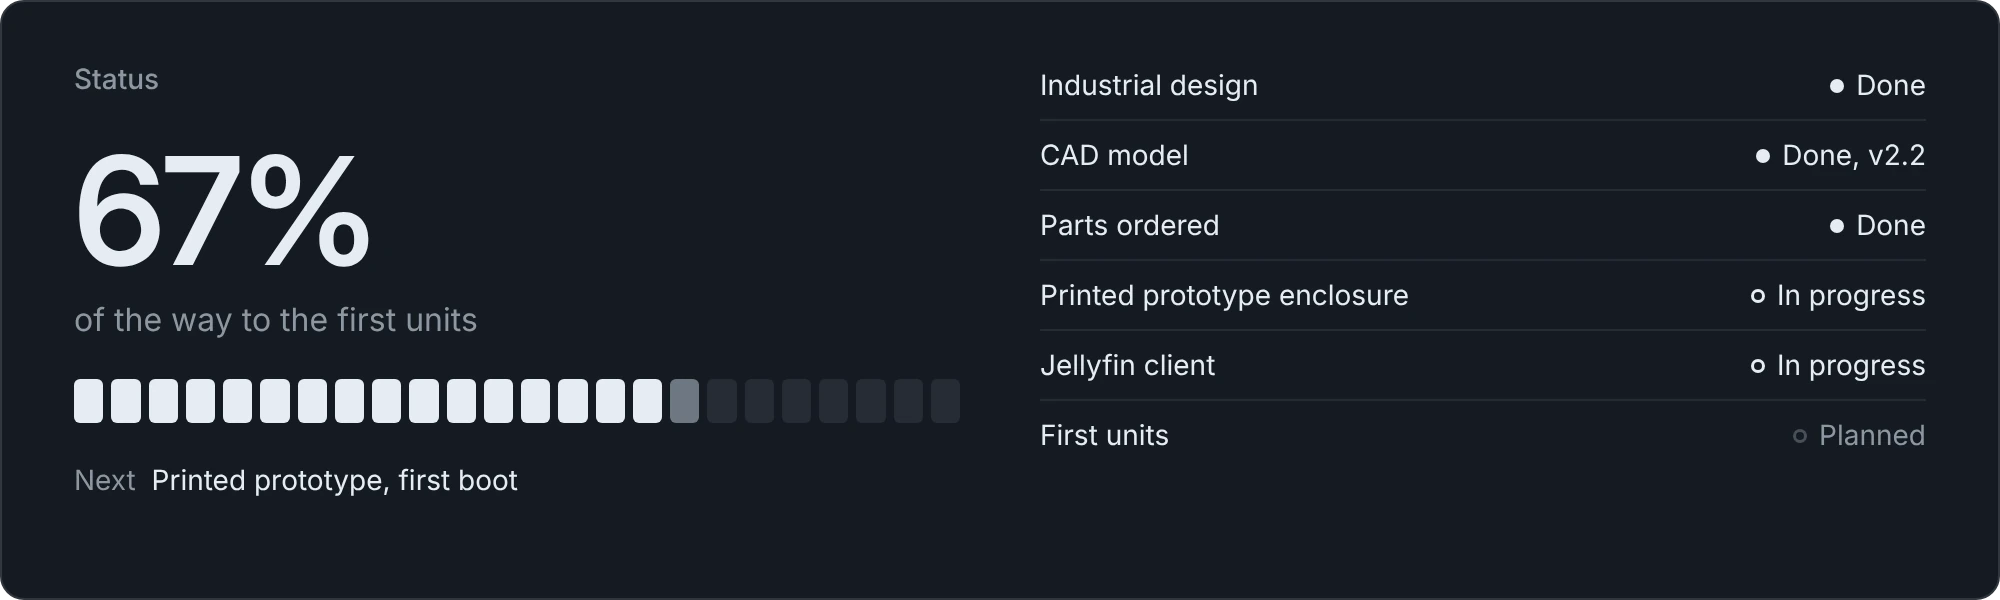 Status
67%
of the way to the first units
Next Printed prototype, first boot
Industrial design Done
CAD model Done, v2.2
Parts ordered Done
Printed prototype enclosure In progress
Jellyfin client In progress
First units Planned